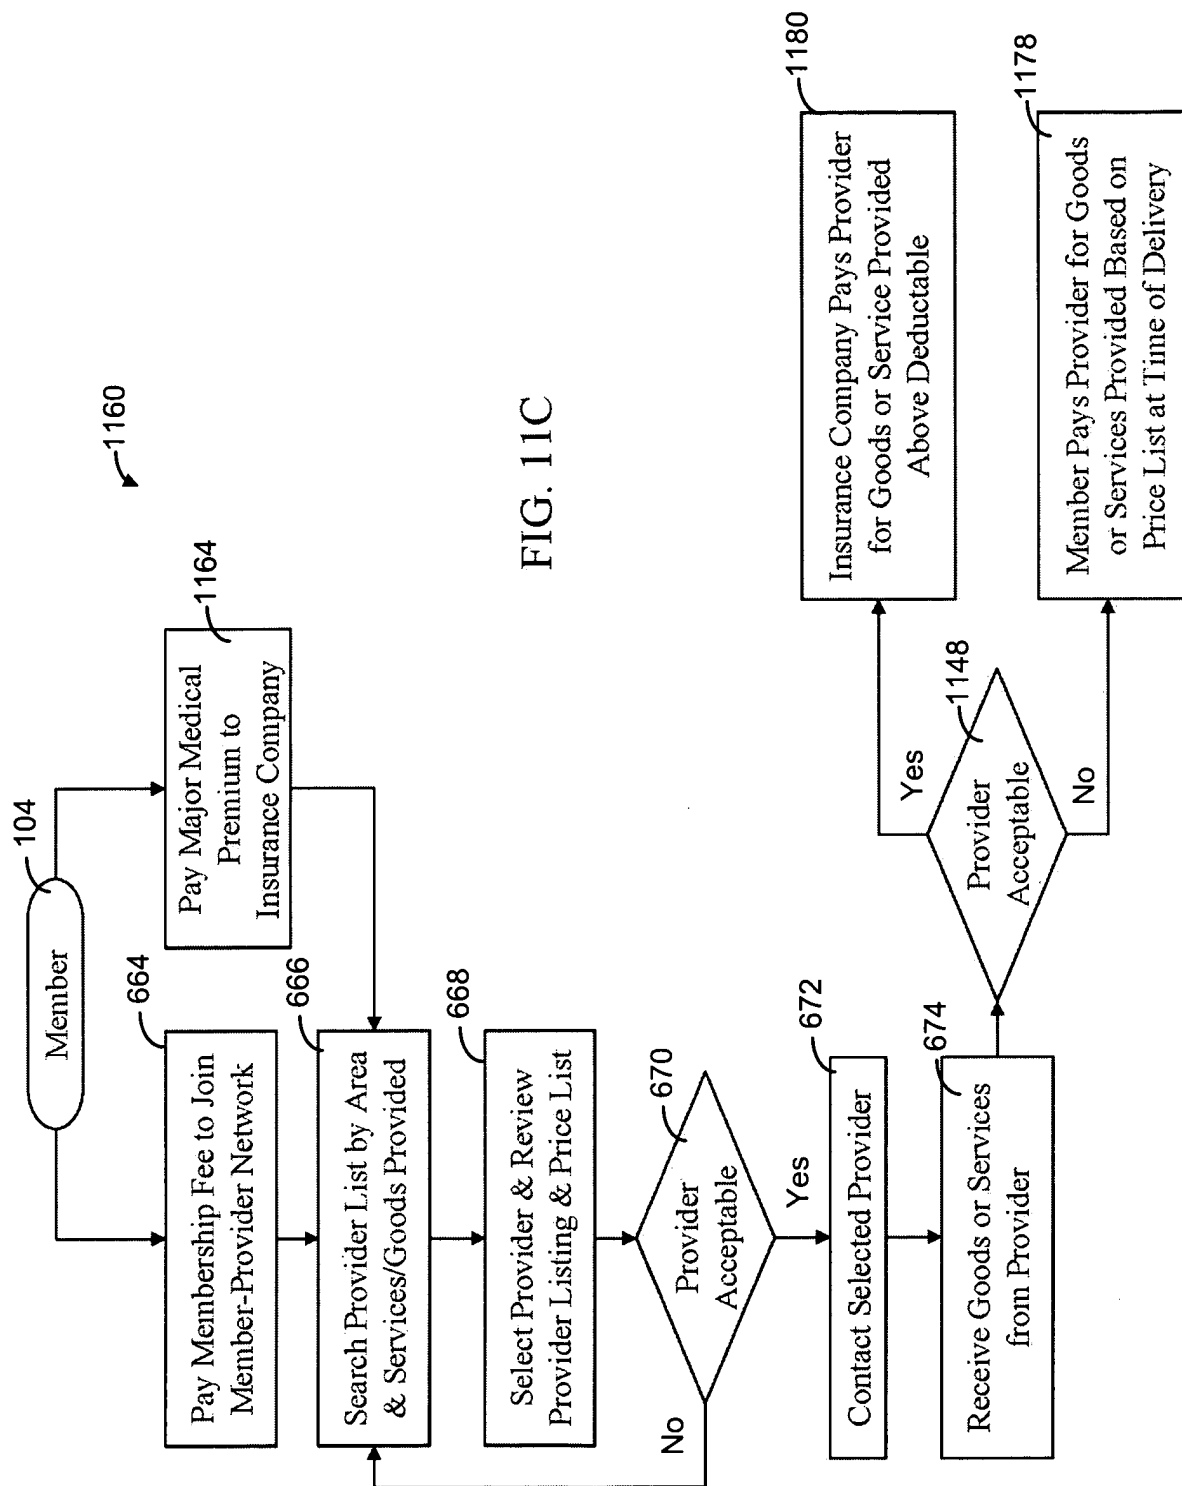 1160
Member
104
Pay Membership Fee to Join
Member-Provider Network
664
Pay Major Medical
Premium to
Insurance Company
1164
Search Provider List by Area
& Services/Goods Provided
666
Select Provider & Review
Provider Listing & Price List
668
Provider
Acceptable
670
No
Yes
Contact Selected Provider
672
Receive Goods or Services
from Provider
674
Provider
Acceptable
1148
Yes
No
Insurance Company Pays Provider
for Goods or Service Provided
Above Deductable
1180
Member Pays Provider for Goods
or Services Provided Based on
Price List at Time of Delivery
1178
FIG. 11C